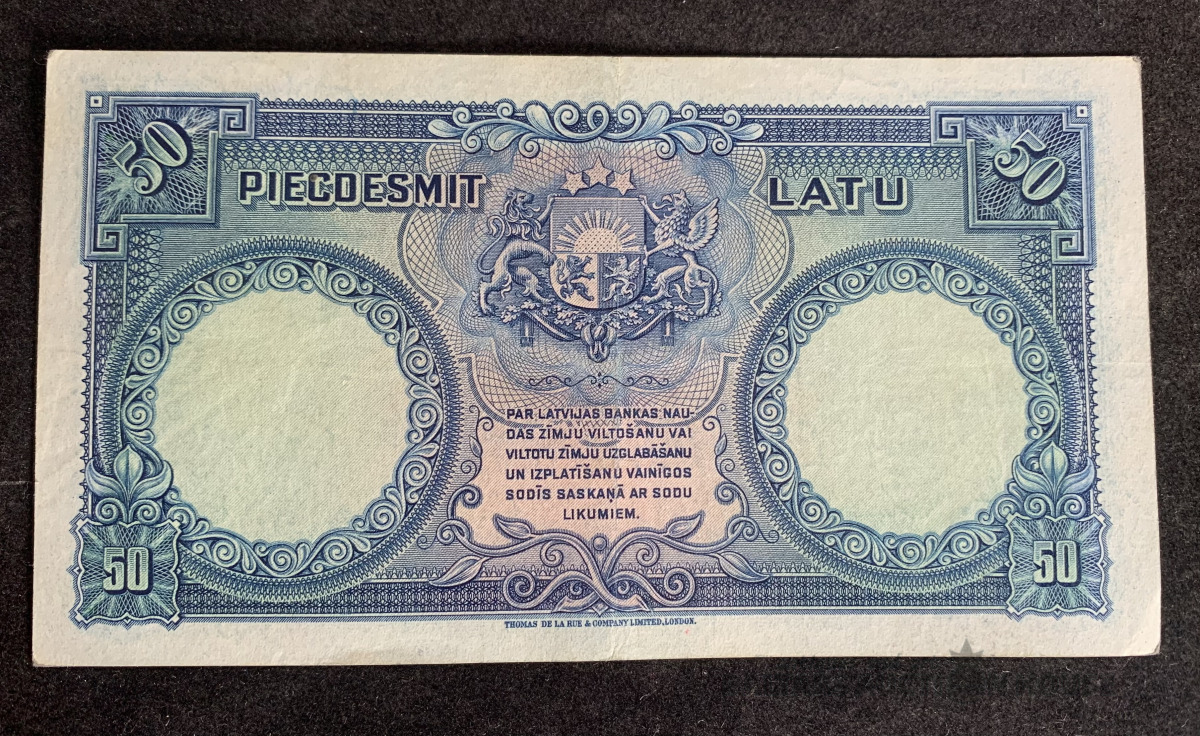 50
50
PIECDESMIT LATU
PAR LATVIJAS BANKAS NAU-
DAS ZĪMJU VILTOŠANU VAI
VILTOTU ZĪMJU UZGLABĀŠANU
UN IZPLATĪŠANU VAINĪGOS
SODĪS SASKAŅĀ AR SODU
LIKUMIEM.
50
50
THOMAS DE LA RUE & COMPANY LIMITED, LONDON.